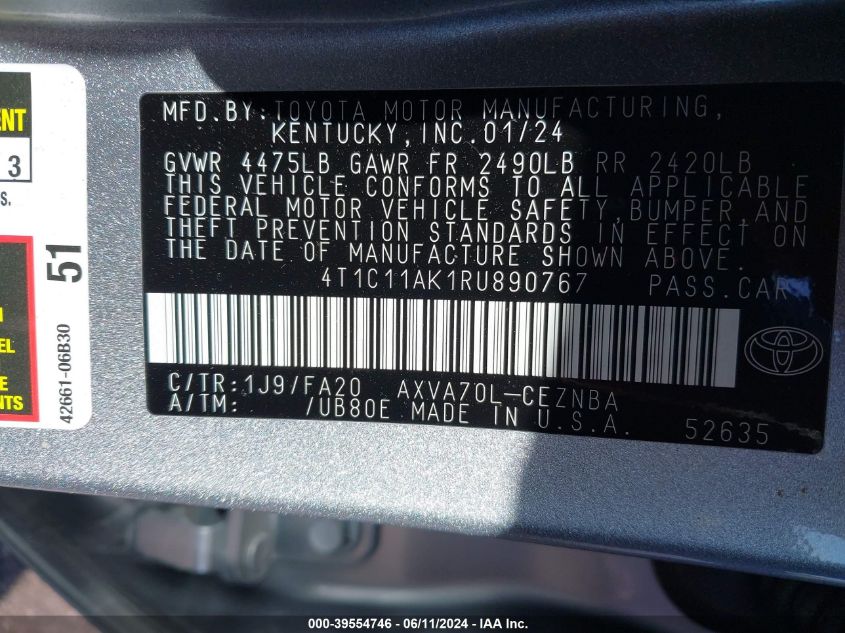 MFD.BY:TOYOTA MOTOR MANUFACTURING,
KENTUCKY,INC.01/24
GVWR 4475LB GAWR FR 2490LB RR 2420LB
THIS VEHICLE CONFORMS TO ALL APPLICABLE
FEDERAL MOTOR VEHICLE SAFETY,BUMPER,AND
THEFT PREVENTION STANDARDS IN EFFECT ON
THE DATE OF MANUFACTURE SHOWN ABOVE.
4T1C11AK1RU890767 PASS.CAR
C/TR:1J9/FA20 AXVA70L-CEZNBA
A/TM: /UB80E MADE IN U.S.A. 52635
ENT
3
S.
51
42661-06B30
EL
E
NTS
000-39554746 - 06/11/2024 - IAA Inc.